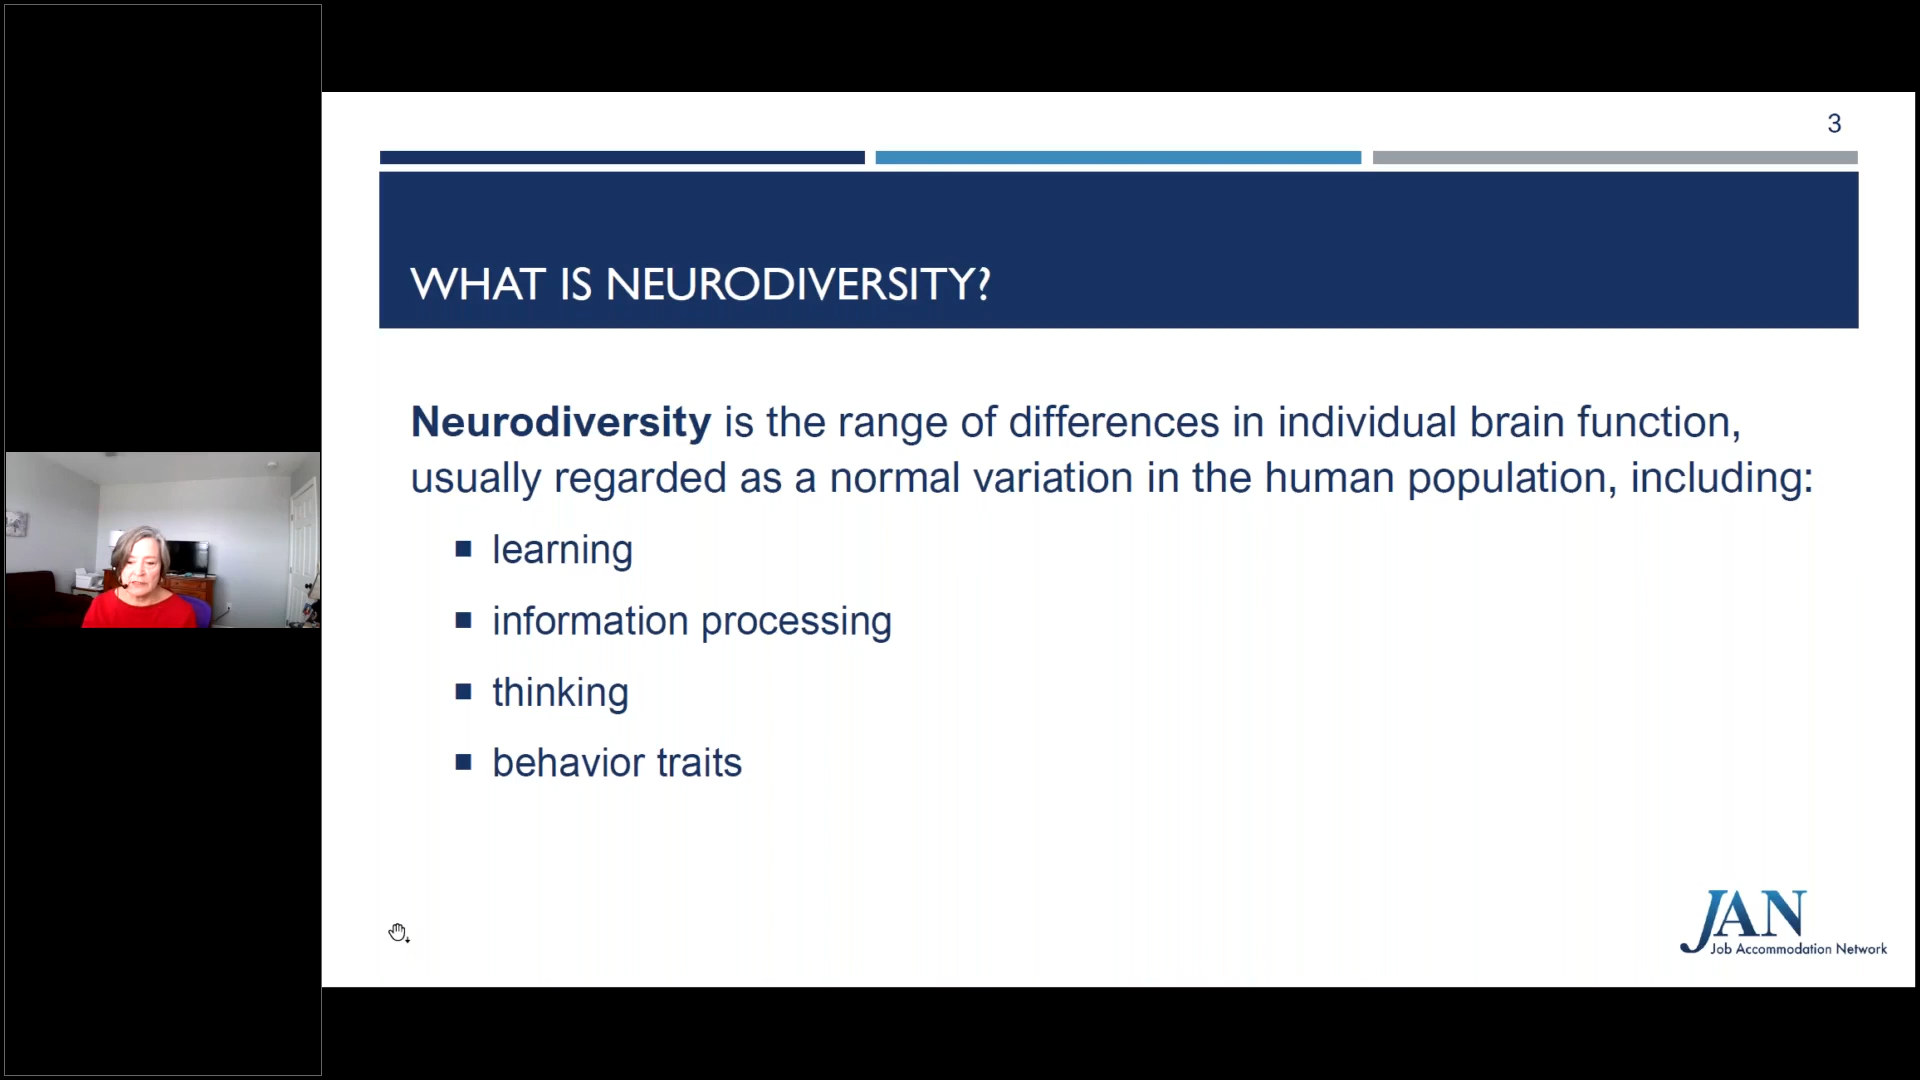 3
WHAT IS NEURODIVERSITY?
Neurodiversity is the range of differences in individual brain function,
usually regarded as a normal variation in the human population, including:
learning
information processing
thinking
behavior traits
JAN
Job Accommodation Network